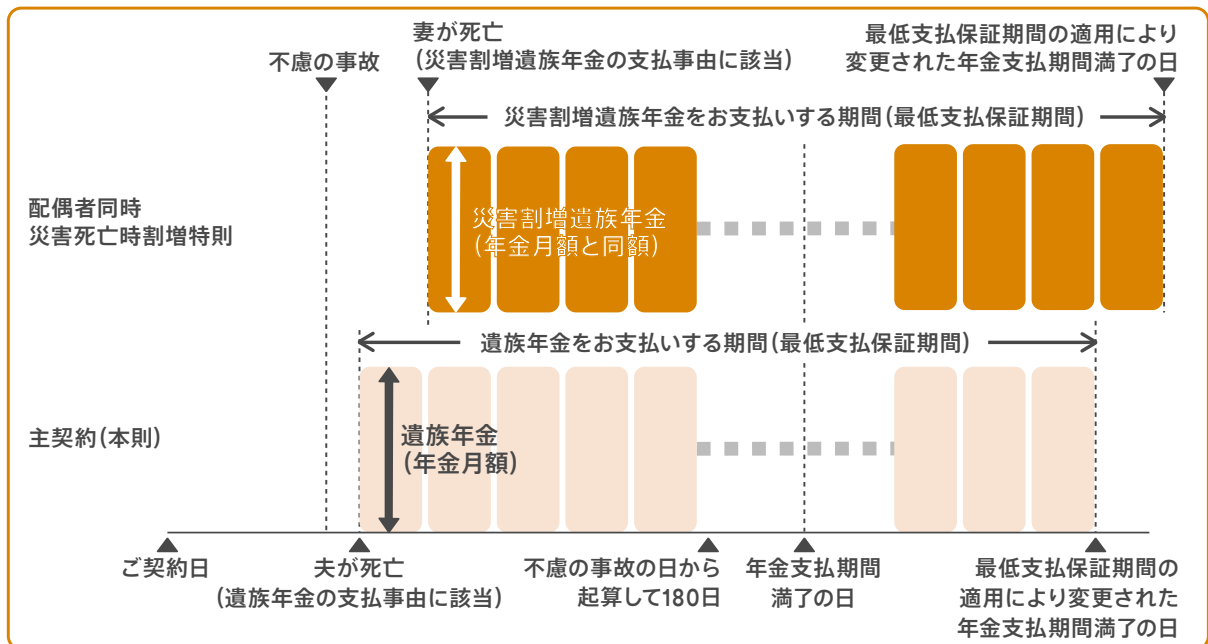 不慮の事故
妻が死亡
(災害割増遺族年金の支払事由に該当)
最低支払保証期間の適用により
変更された年金支払期間満了の日
災害割増遺族年金をお支払いする期間(最低支払保証期間)
配偶者同時
災害死亡時割増特則
災害割増遺族年金
(年金月額と同額)
遺族年金をお支払いする期間(最低支払保証期間)
主契約(本則)
遺族年金
(年金月額)
ご契約日
夫が死亡
(遺族年金の支払事由に該当)
不慮の事故の日から
起算して180日
年金支払期間
満了の日
最低支払保証期間の
適用により変更された
年金支払期間満了の日